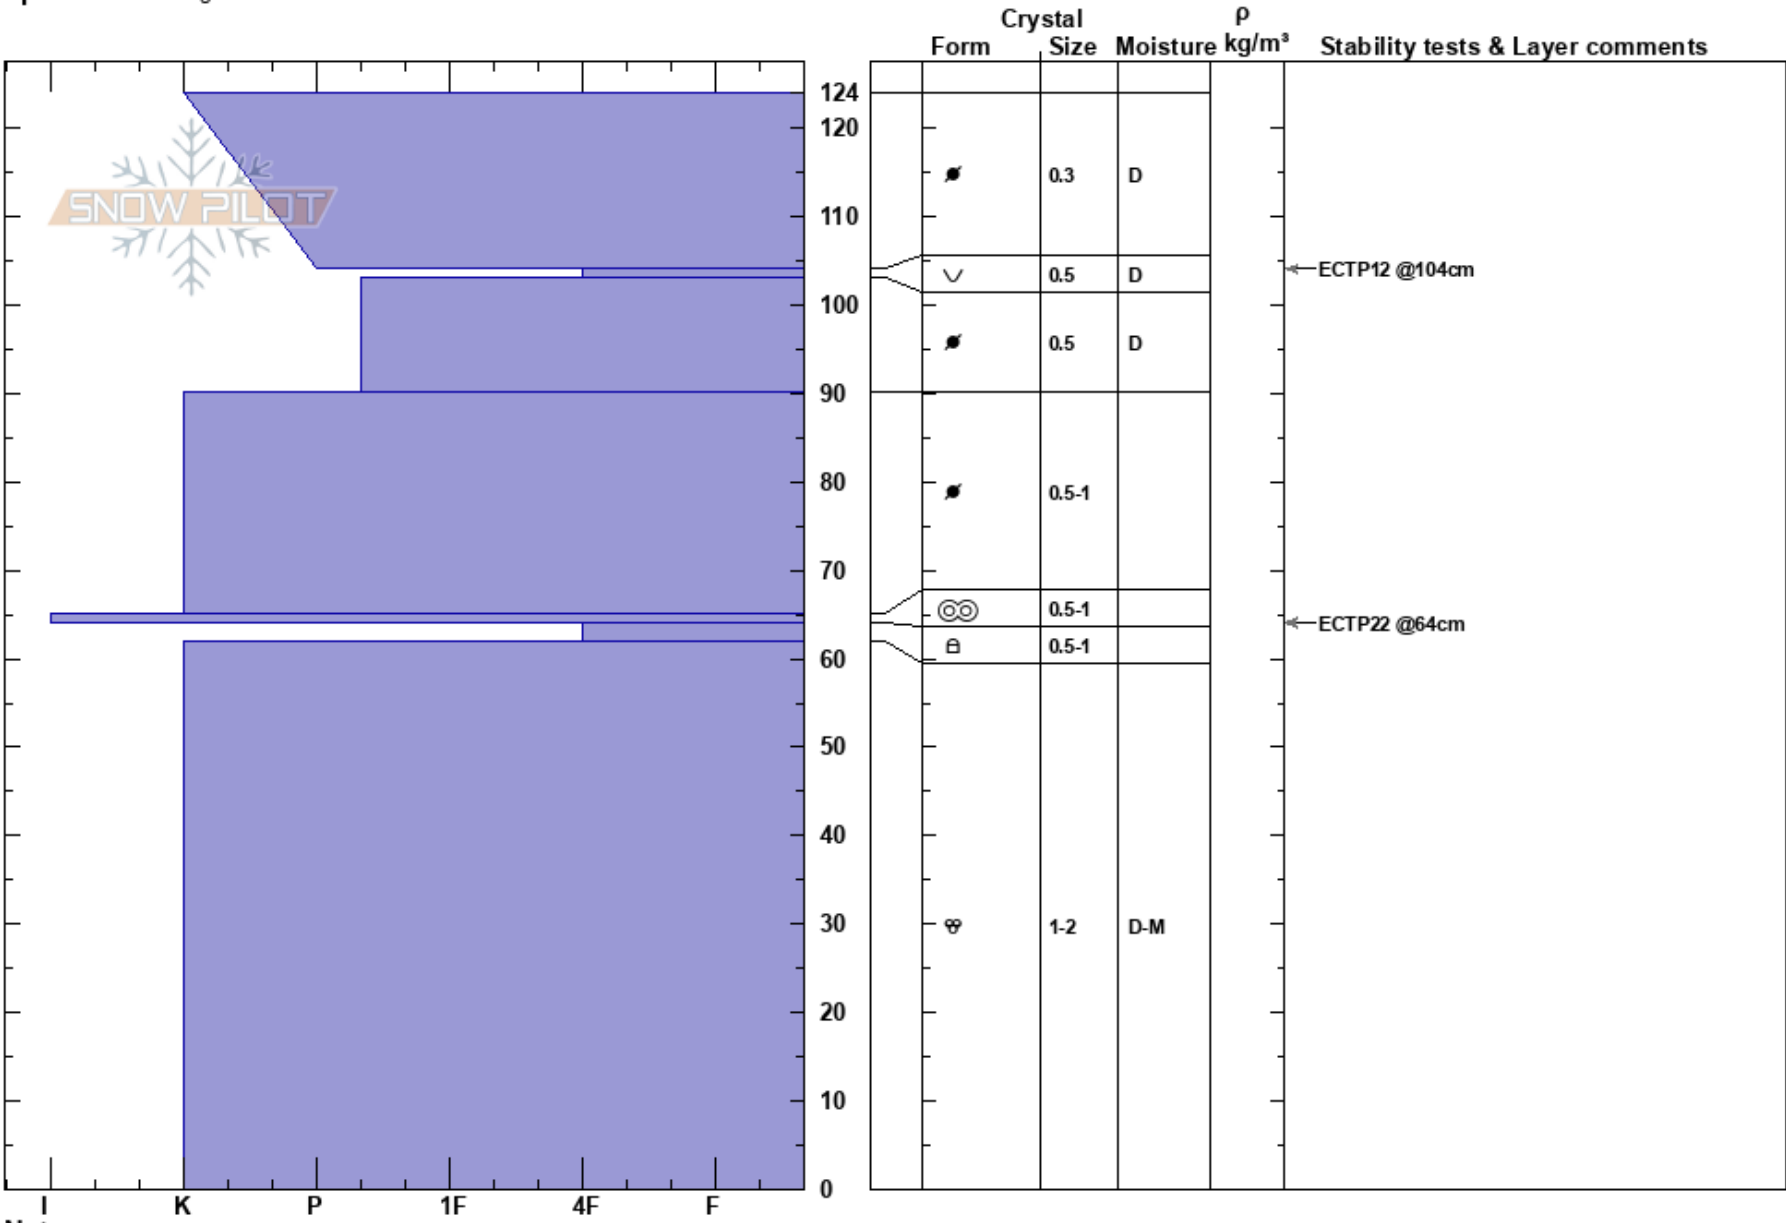 Crystal ρ
Form Size Moisture kg/m³ Stability tests & Layer comments
124
120
0.3 D
SNOW PILOT
110
ECTP12 @104cm
0.5 D
100
0.5 D
90
80
0.5-1
70
0.5-1
ECTP22 @64cm
0.5-1
60
50
40
30
1-2 D-M
20
10
0
I K P 1F 4F F